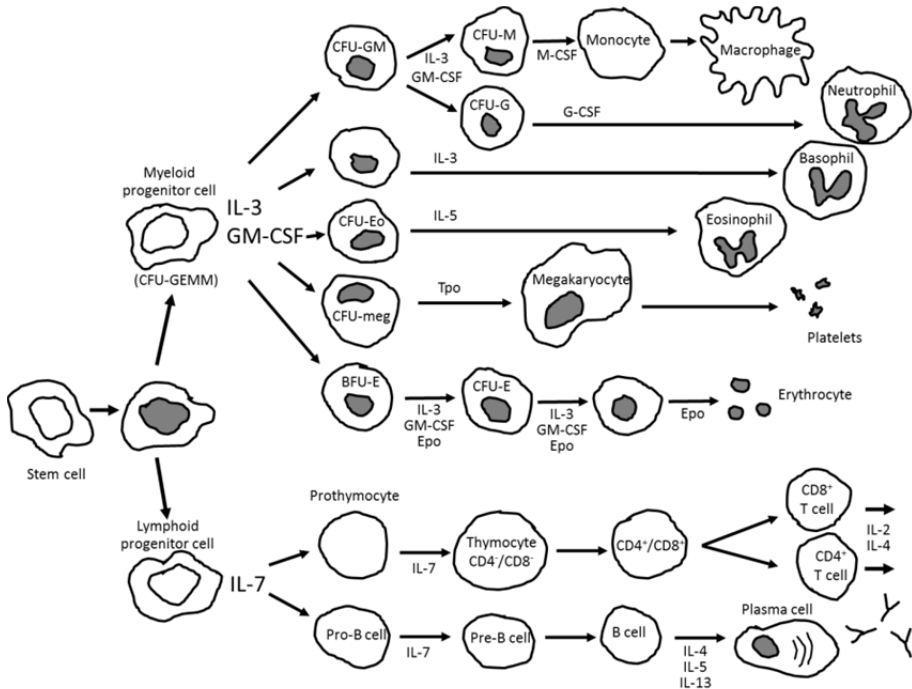 CFU-GM
IL-3
GM-CSF
CFU-M
M-CSF
Monocyte
Macrophage
CFU-G
G-CSF
Neutrophil
Myeloid
progenitor cell
(CFU-GEMM)
IL-3
GM-CSF
IL-3
Basophil
CFU-Eo
IL-5
Eosinophil
CFU-meg
Tpo
Megakaryocyte
Platelets
BFU-E
IL-3
GM-CSF
Epo
CFU-E
IL-3
GM-CSF
Epo
Epo
Erythrocyte
Stem cell
Lymphoid
progenitor cell
IL-7
Prothymocyte
IL-7
Thymocyte
CD4⁻/CD8⁻
CD4⁺/CD8⁺
CD8⁺
T cell
IL-2
IL-4
CD4⁺
T cell
Pro-B cell
IL-7
Pre-B cell
B cell
IL-4
IL-5
IL-13
Plasma cell